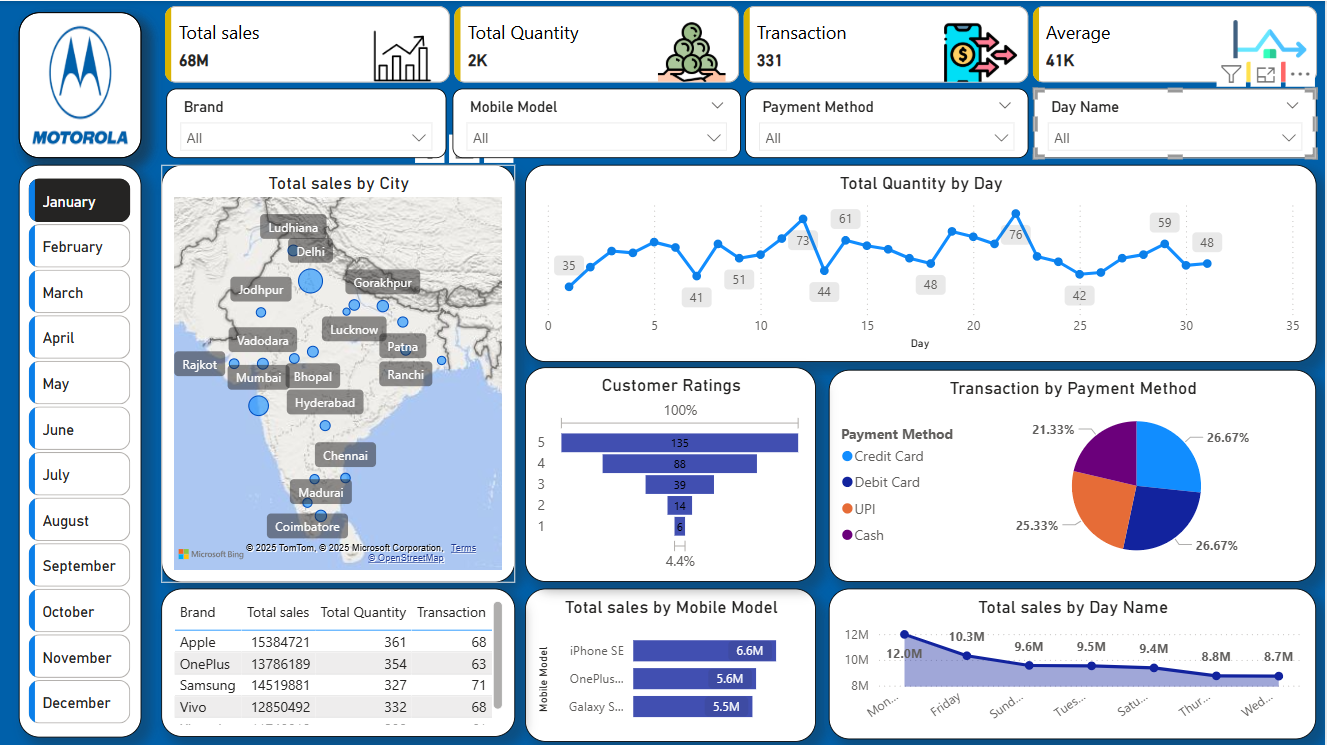 MOTOROLA
Total sales
68M
Total Quantity
2K
Transaction
331
Average
41K
Brand
All
Mobile Model
All
Payment Method
All
Day Name
All
January
February
March
April
May
June
July
August
September
October
November
December
Total sales by City
Ludhiana
Delhi
Jodhpur
Gorakhpur
Lucknow
Vadodara
Patna
Rajkot
Mumbai
Bhopal
Ranchi
Hyderabad
Chennai
Madurai
Coimbatore
Microsoft Bing
© 2025 TomTom, © 2025 Microsoft Corporation, Terms
© OpenStreetMap
Total Quantity by Day
35
41
51
73
44
61
48
76
42
59
48
0 5 10 15 20 25 30 35
Day
Customer Ratings
100%
5 135
4 88
3 39
2 14
1 6
4.4%
Transaction by Payment Method
Payment Method
Credit Card
Debit Card
UPI
Cash
21.33%
26.67%
25.33%
26.67%
Brand Total sales Total Quantity Transaction
Apple 15384721 361 68
OnePlus 13786189 354 63
Samsung 14519881 327 71
Vivo 12850492 332 68
Total sales by Mobile Model
Mobile Model
iPhone SE 6.6M
OnePlus... 5.6M
Galaxy S... 5.5M
Total sales by Day Name
12M
10M
8M
12.0M
10.3M
9.6M
9.5M
9.4M
8.8M
8.7M
Mon...
Friday
Sund...
Tues...
Satu...
Thur...
Wed...